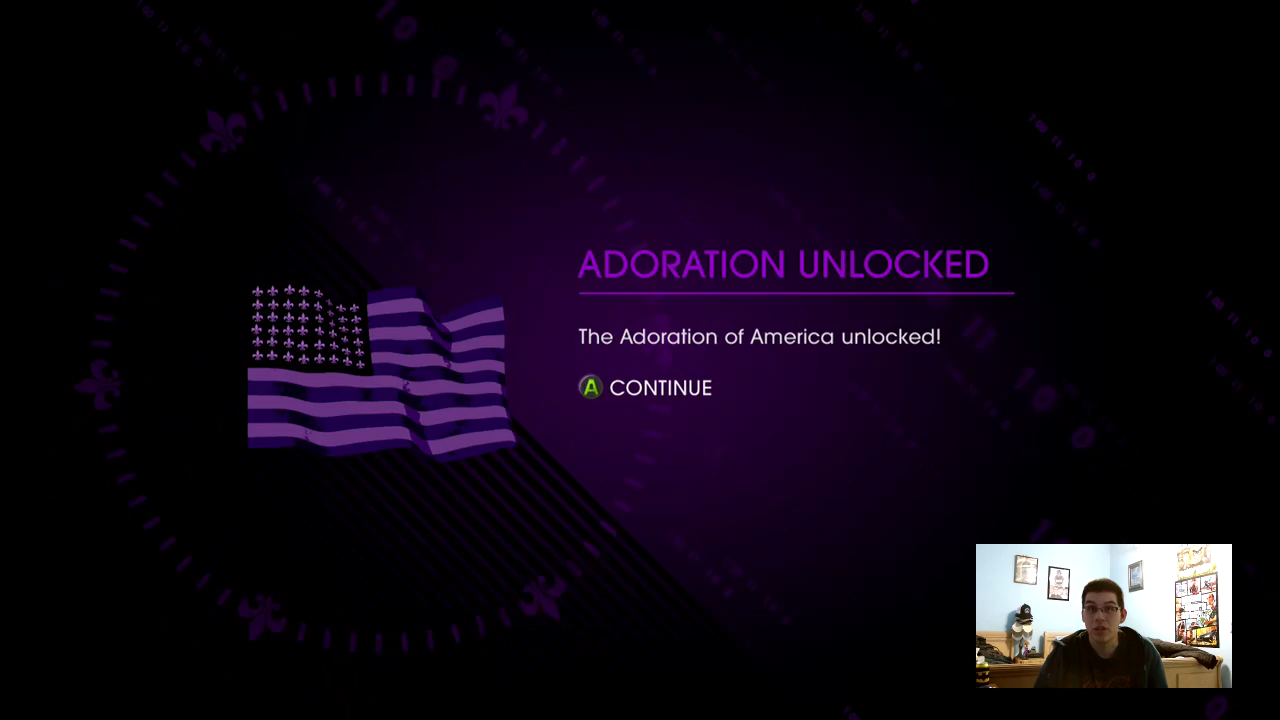 ADORATION UNLOCKED
The Adoration of America unlocked!
A CONTINUE